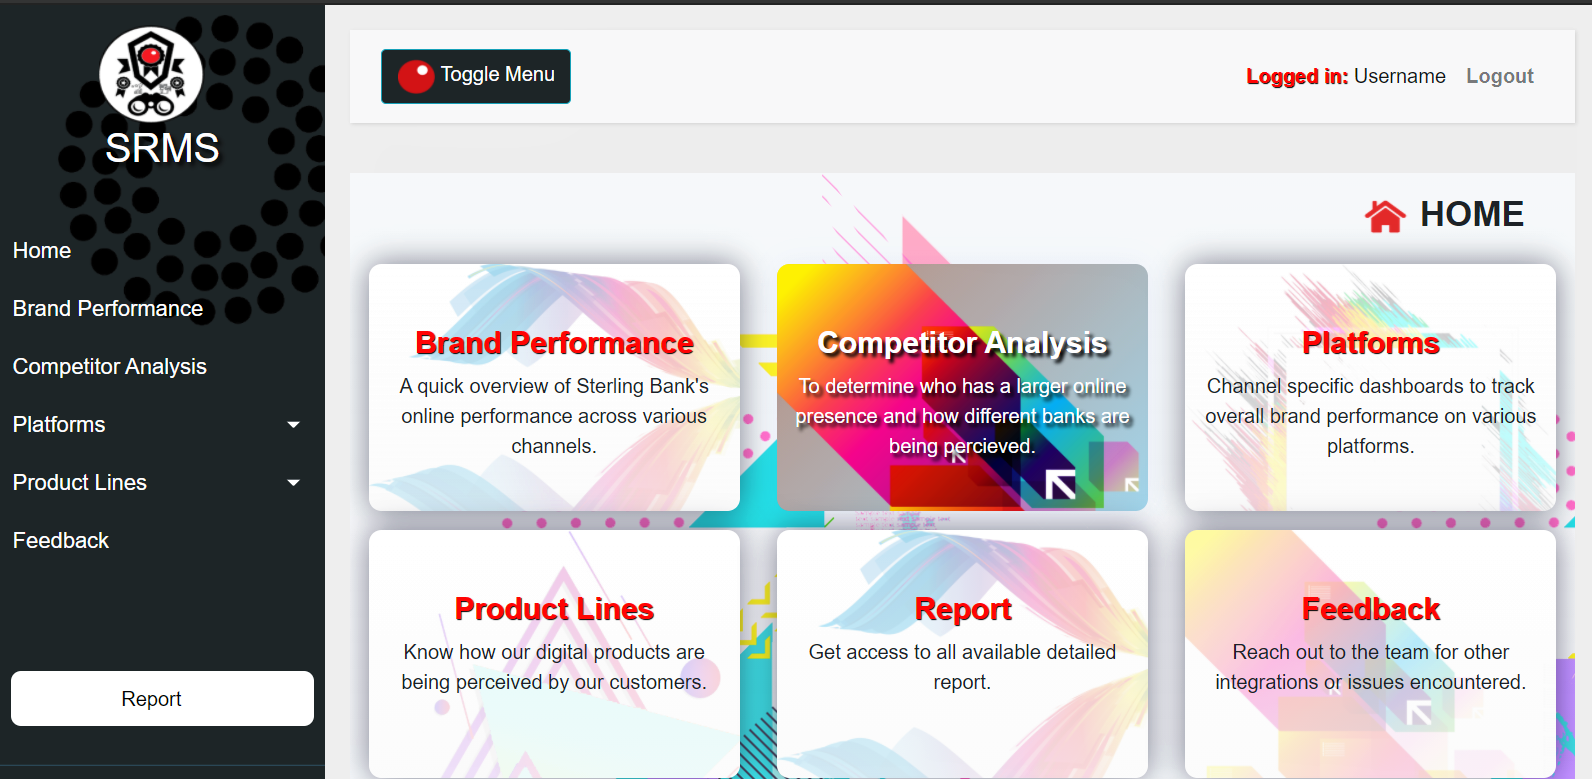 SRMS
Home
Brand Performance
Competitor Analysis
Platforms
Product Lines
Feedback
Report
Toggle Menu
Logged in: Username Logout
HOME
Brand Performance
A quick overview of Sterling Bank's
online performance across various
channels.
Competitor Analysis
To determine who has a larger online
presence and how different banks are
being percieved.
Platforms
Channel specific dashboards to track
overall brand performance on various
platforms.
Product Lines
Know how our digital products are
being perceived by our customers.
Report
Get access to all available detailed
report.
Feedback
Reach out to the team for other
integrations or issues encountered.